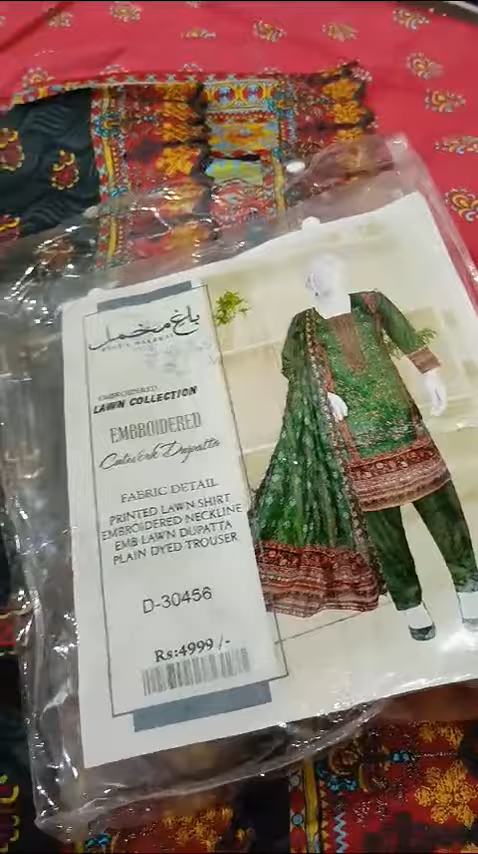 باغ مخمل
EMBROIDERED
LAWN COLLECTION
EMBROIDERED
Cutwork Dupatta
FABRIC DETAIL
PRINTED LAWN SHIRT
EMBROIDERED NECKLINE
EMB LAWN DUPATTA
PLAIN DYED TROUSER
D-30456
Rs:4999/-